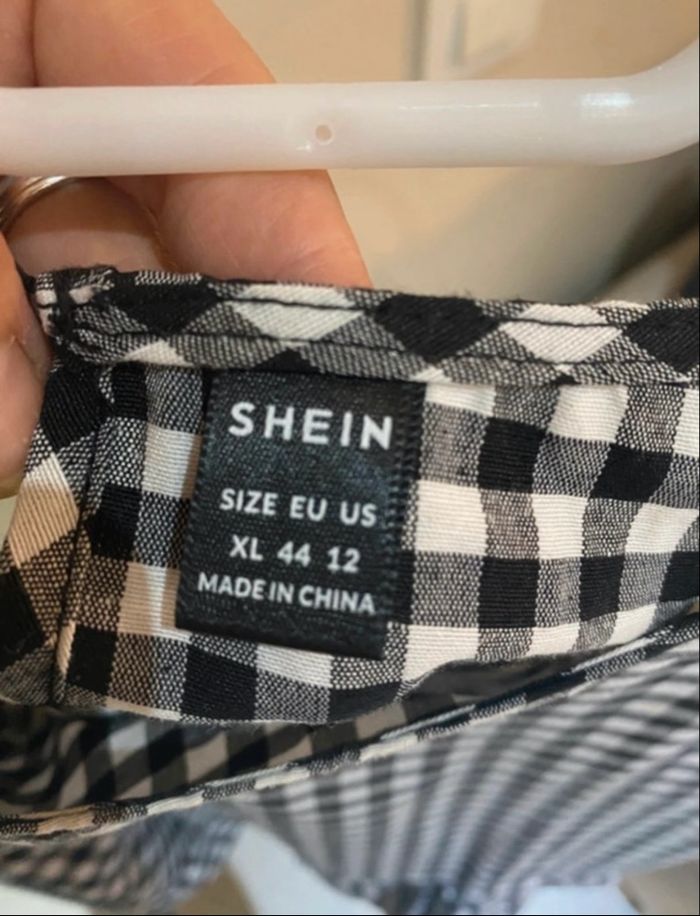 SHEIN
SIZE EU US
XL 44 12
MADE IN CHINA